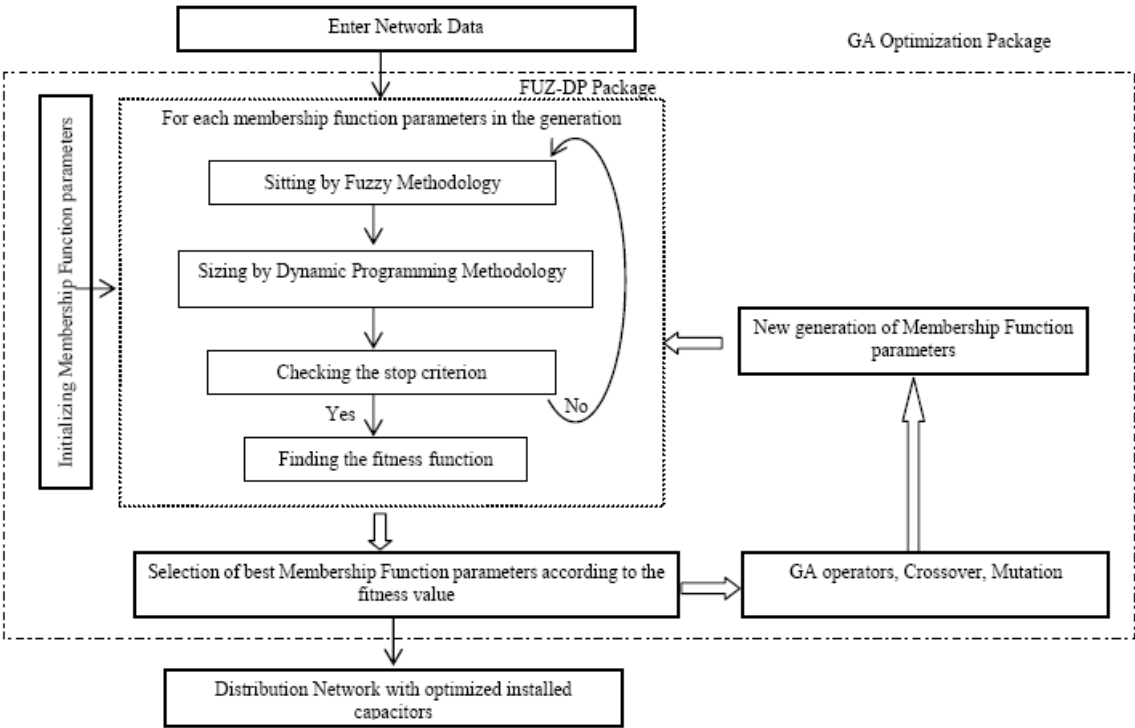 Enter Network Data
GA Optimization Package
FUZ-DP Package
Initializing Membership Function parameters
For each membership function parameters in the generation
Sitting by Fuzzy Methodology
Sizing by Dynamic Programming Methodology
Checking the stop criterion
No
Yes
Finding the fitness function
New generation of Membership Function
parameters
Selection of best Membership Function parameters according to the
fitness value
GA operators, Crossover, Mutation
Distribution Network with optimized installed
capacitors